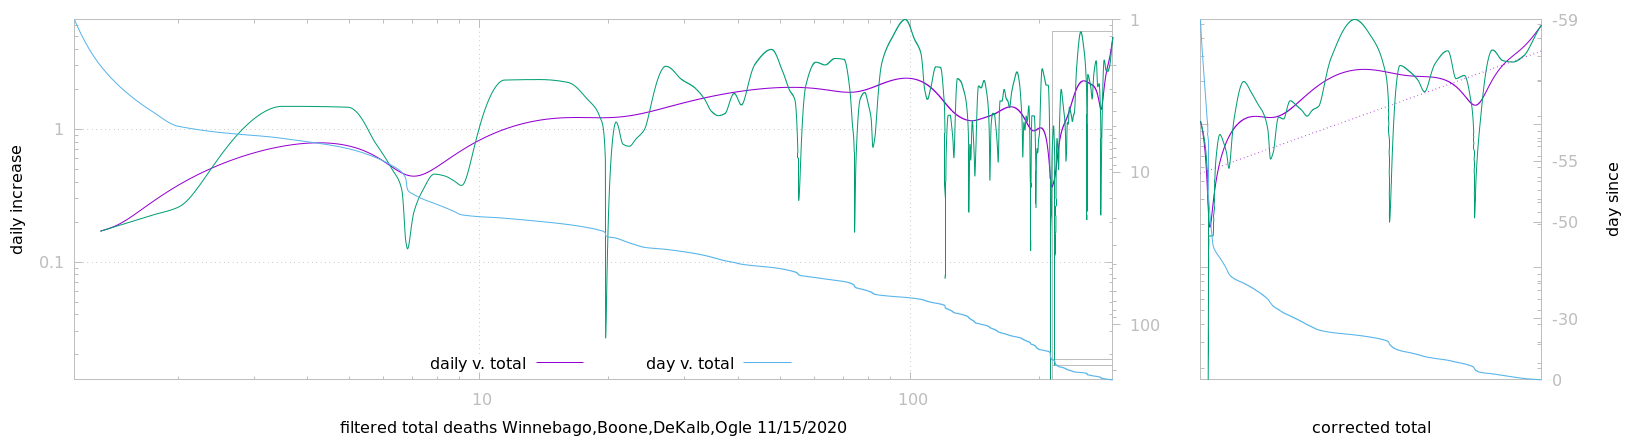 1
-59
1
daily increase
10
-55
day since
-50
0.1
100
-30
daily v. total
day v. total
0
10
100
filtered total deaths Winnebago,Boone,DeKalb,Ogle 11/15/2020
corrected total